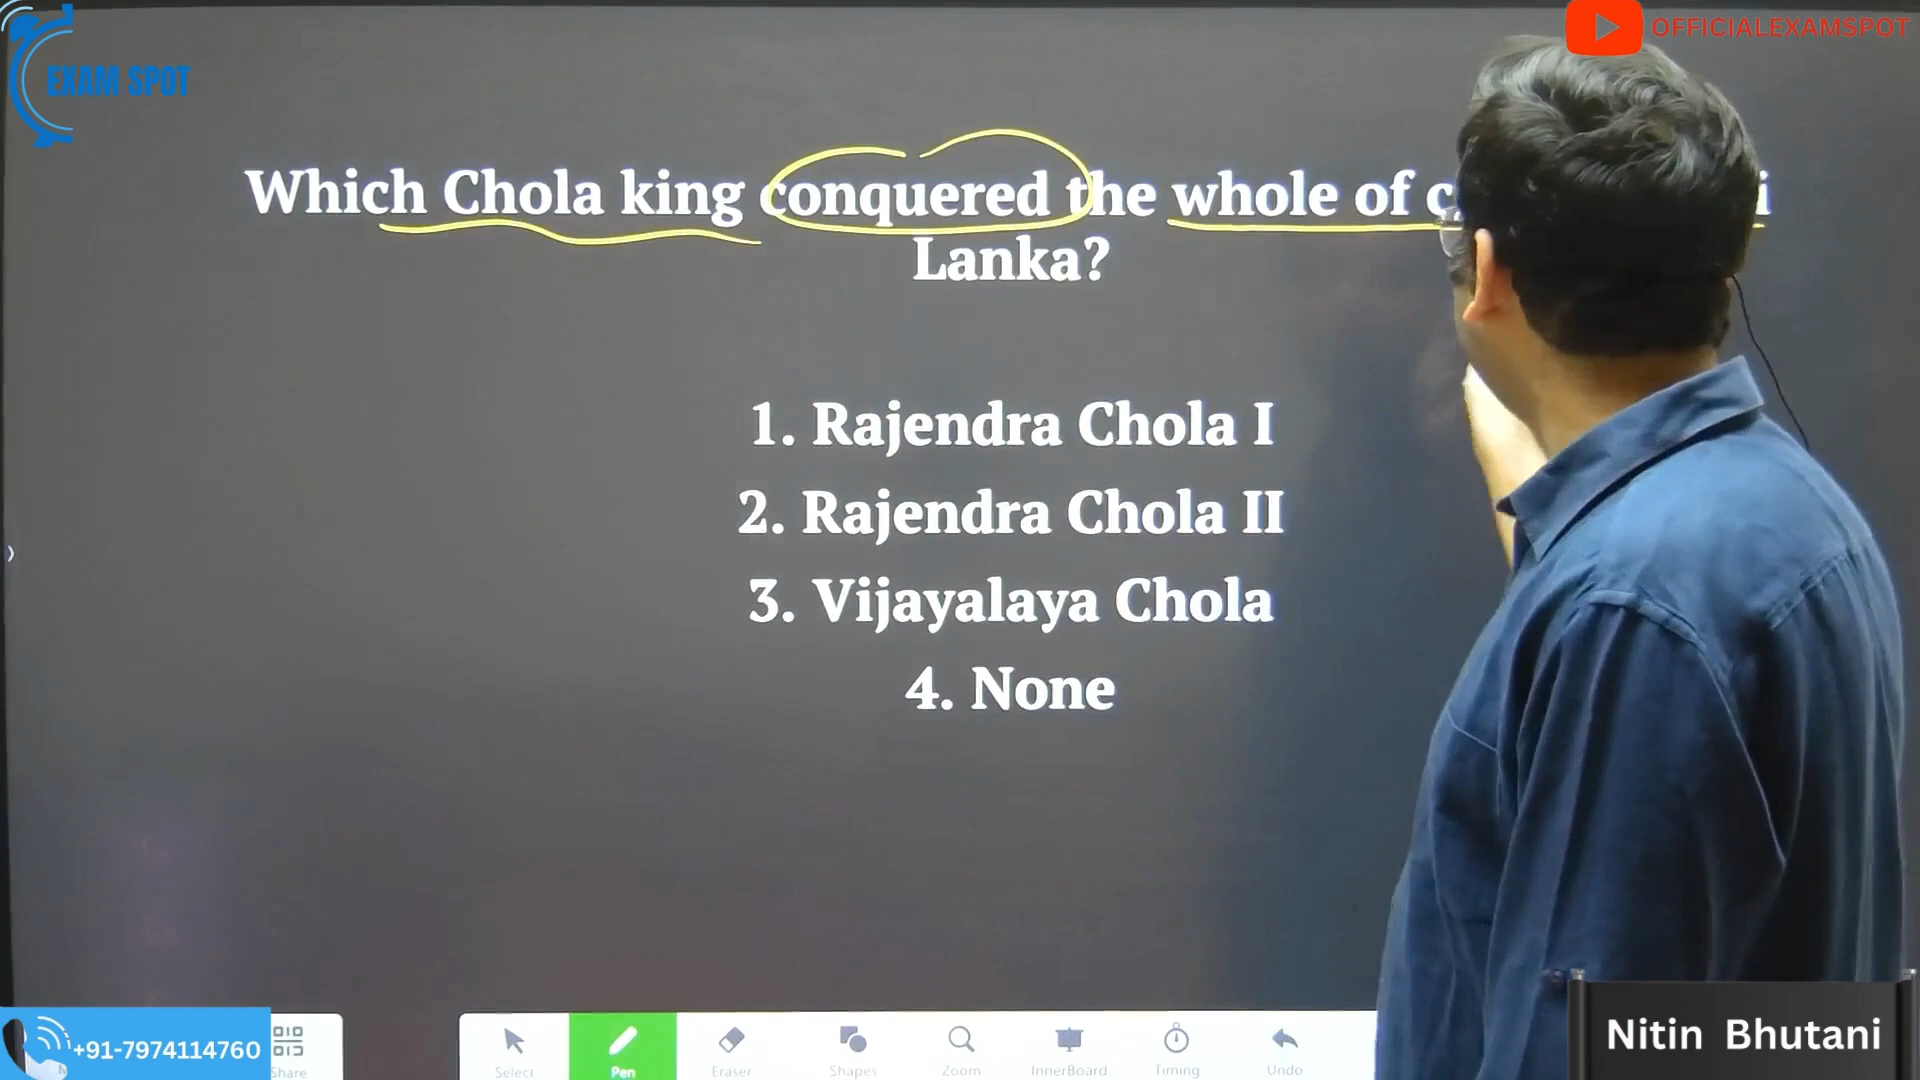 OFFICIALEXAMSPOT
EXAM SPOT
Which Chola king conquered the whole of
Lanka?
1. Rajendra Chola I
2. Rajendra Chola II
3. Vijayalaya Chola
4. None
+91-7974114760
Share
Select
Pen
Eraser
Shapes
Zoom
InnerBoard
Timing
Undo
Nitin Bhutani